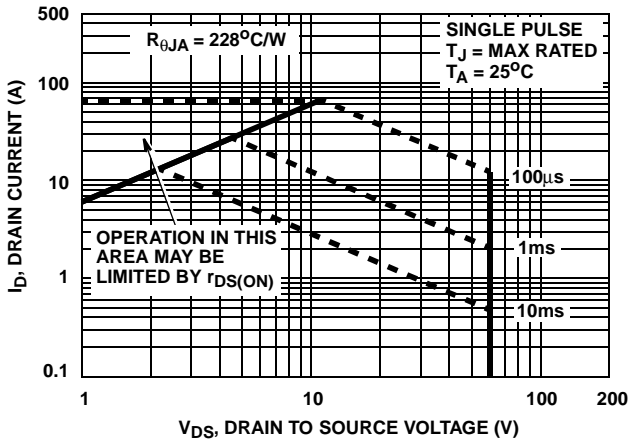 500
100
10
1
0.1
I_D, DRAIN CURRENT (A)
R_θJA = 228°C/W
SINGLE PULSE
T_J = MAX RATED
T_A = 25°C
100μs
1ms
10ms
OPERATION IN THIS
AREA MAY BE
LIMITED BY r_DS(ON)
1
10
100
200
V_DS, DRAIN TO SOURCE VOLTAGE (V)